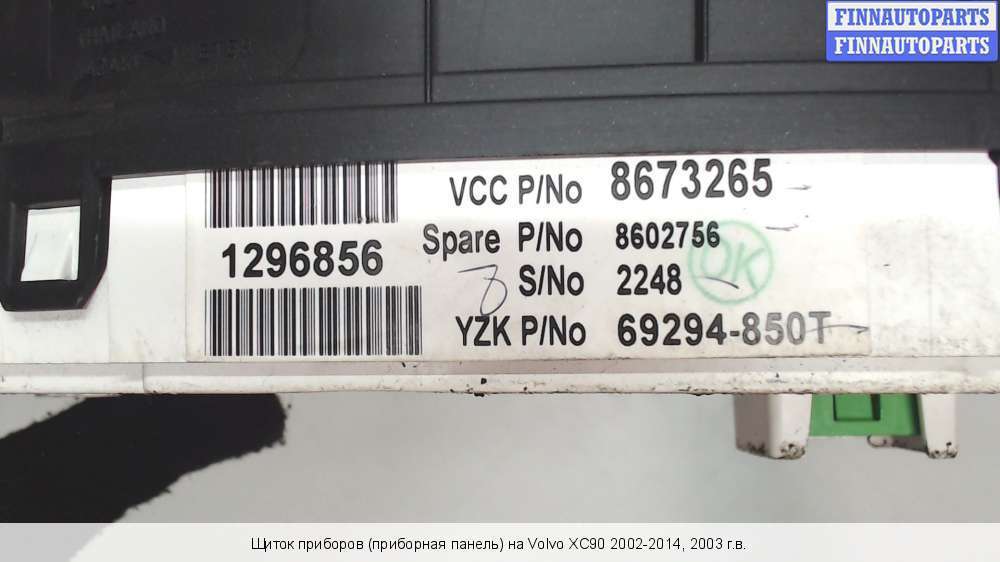 FINNAUTOPARTS
FINNAUTOPARTS
THAILAND
VCC P/No 8673265
Spare P/No 8602756
1296856
OK
S/No 2248
YZK P/No 69294-850T
Щиток приборов (приборная панель) на Volvo XC90 2002-2014, 2003 г.в.